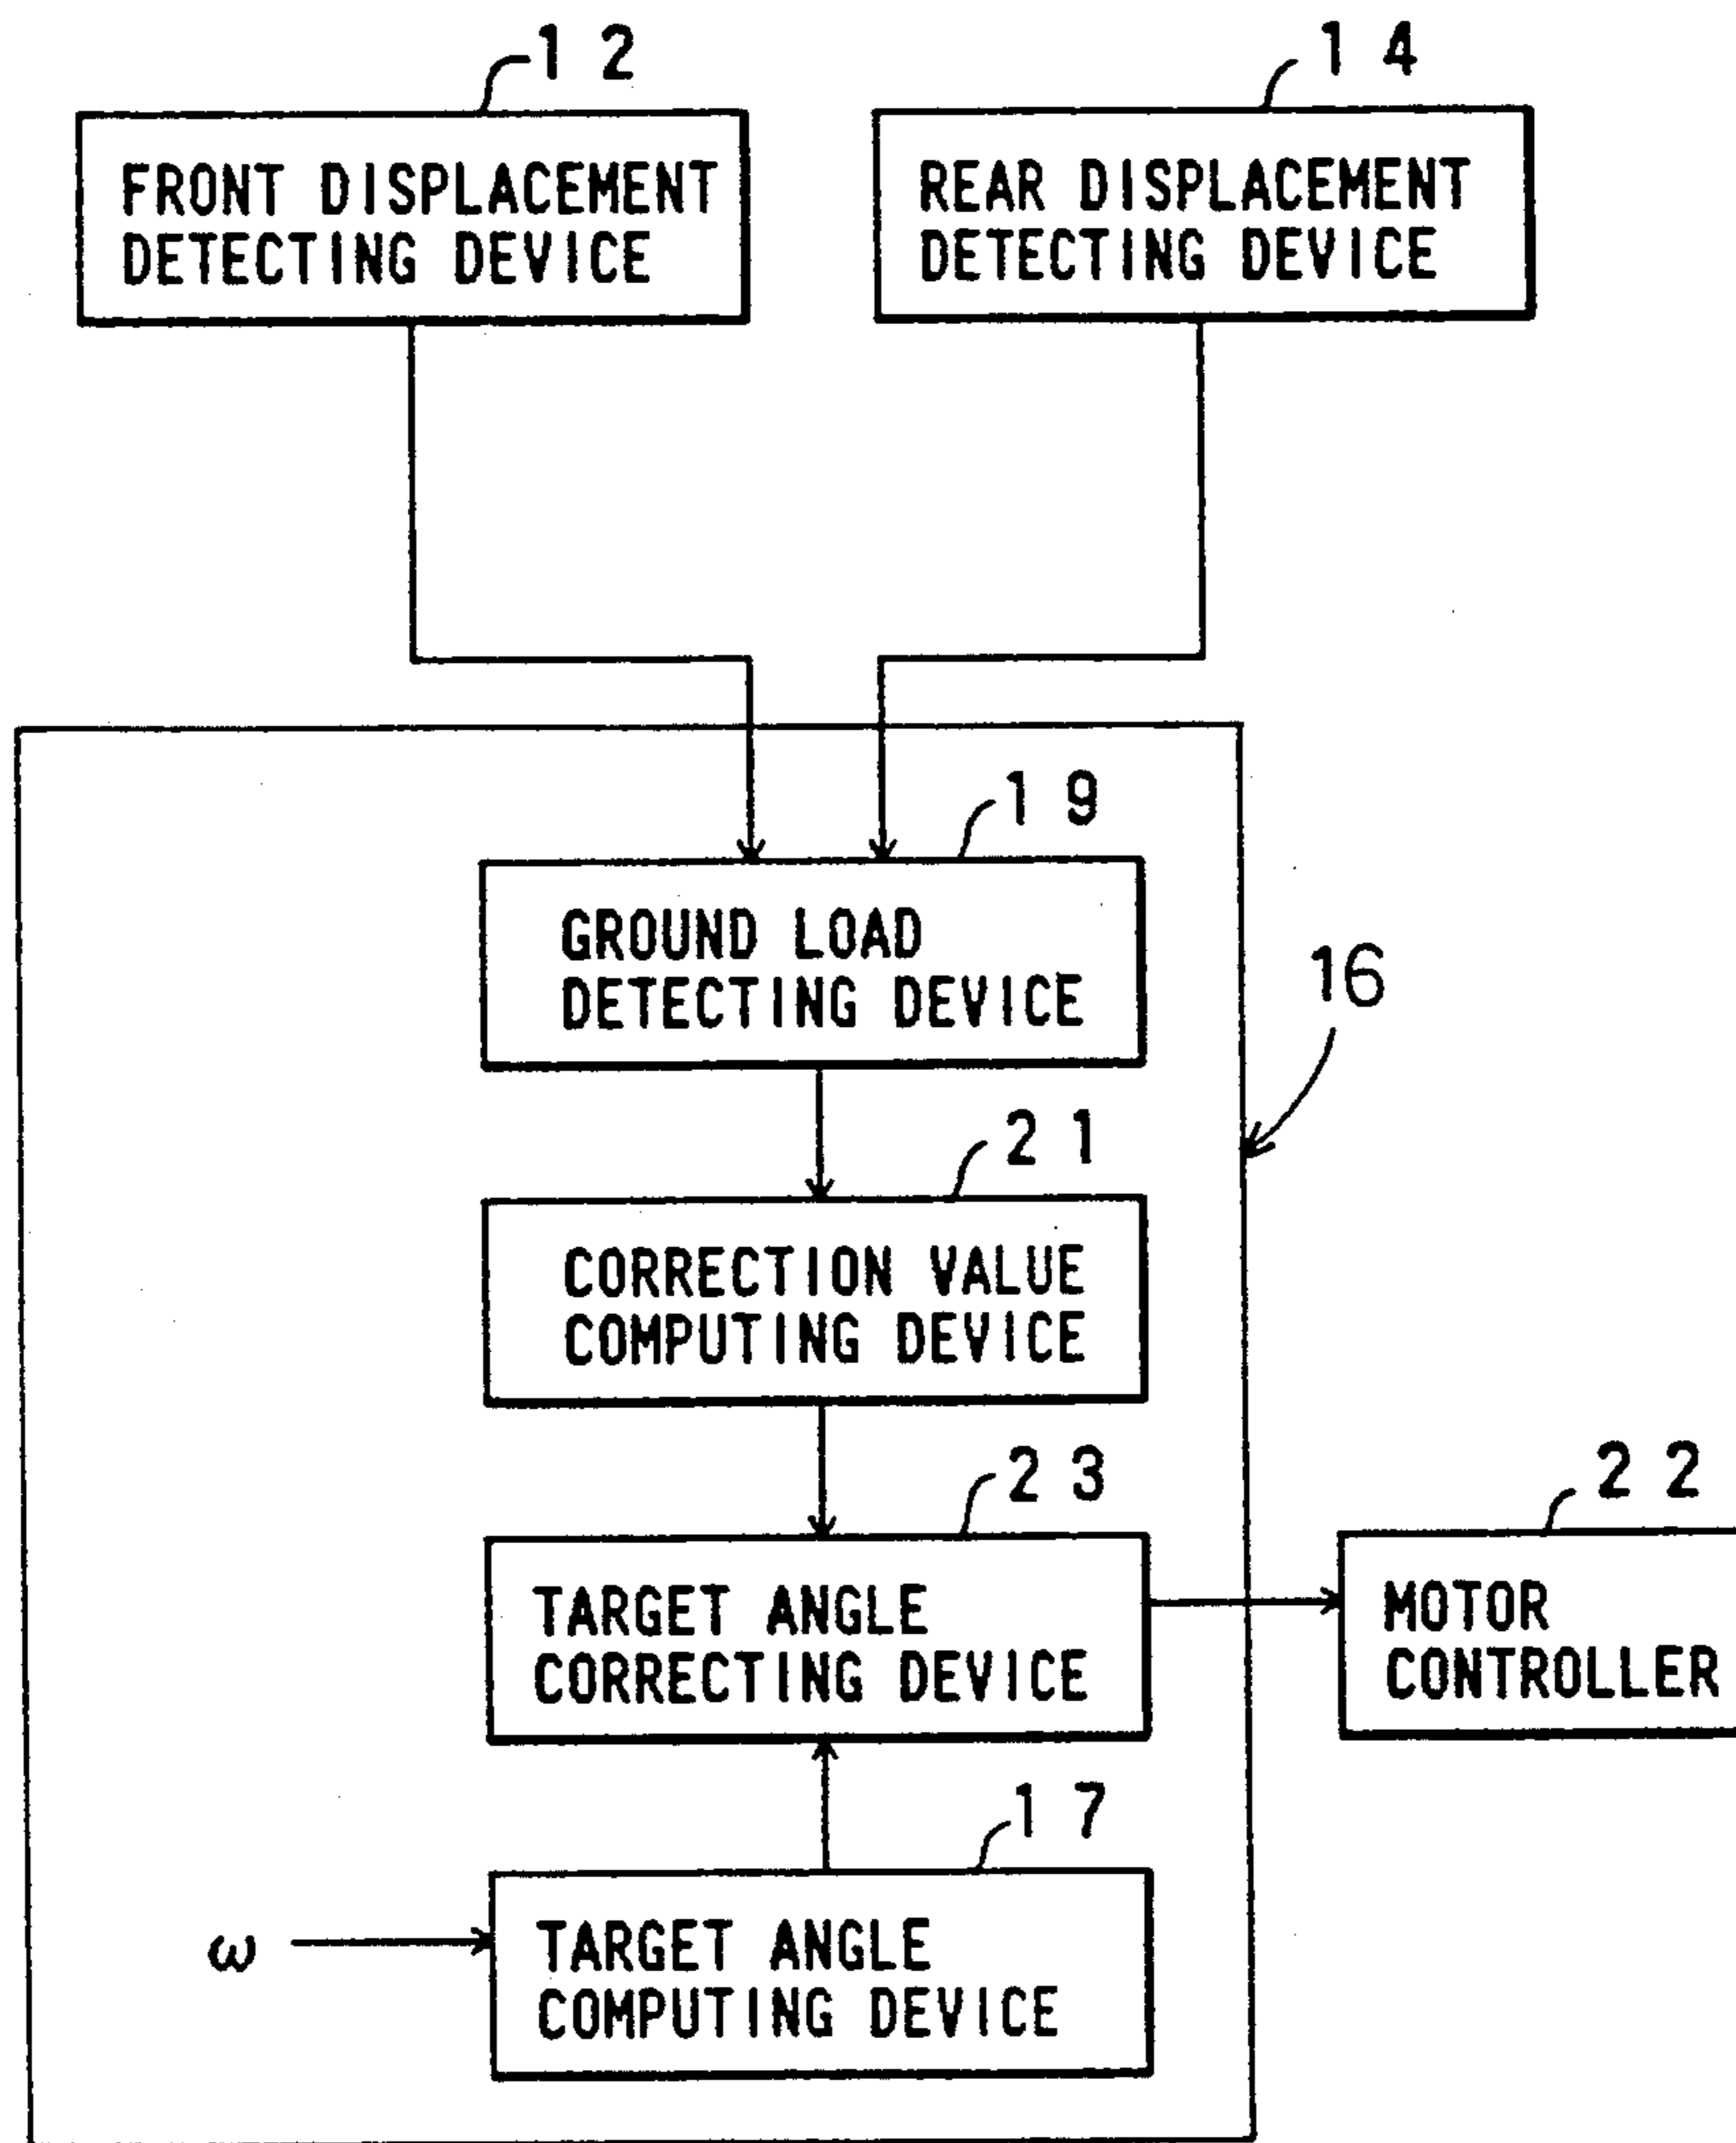 12
FRONT DISPLACEMENT
DETECTING DEVICE
14
REAR DISPLACEMENT
DETECTING DEVICE
19
GROUND LOAD
DETECTING DEVICE
16
21
CORRECTION VALUE
COMPUTING DEVICE
23
TARGET ANGLE
CORRECTING DEVICE
22
MOTOR
CONTROLLER
17
ω
TARGET ANGLE
COMPUTING DEVICE